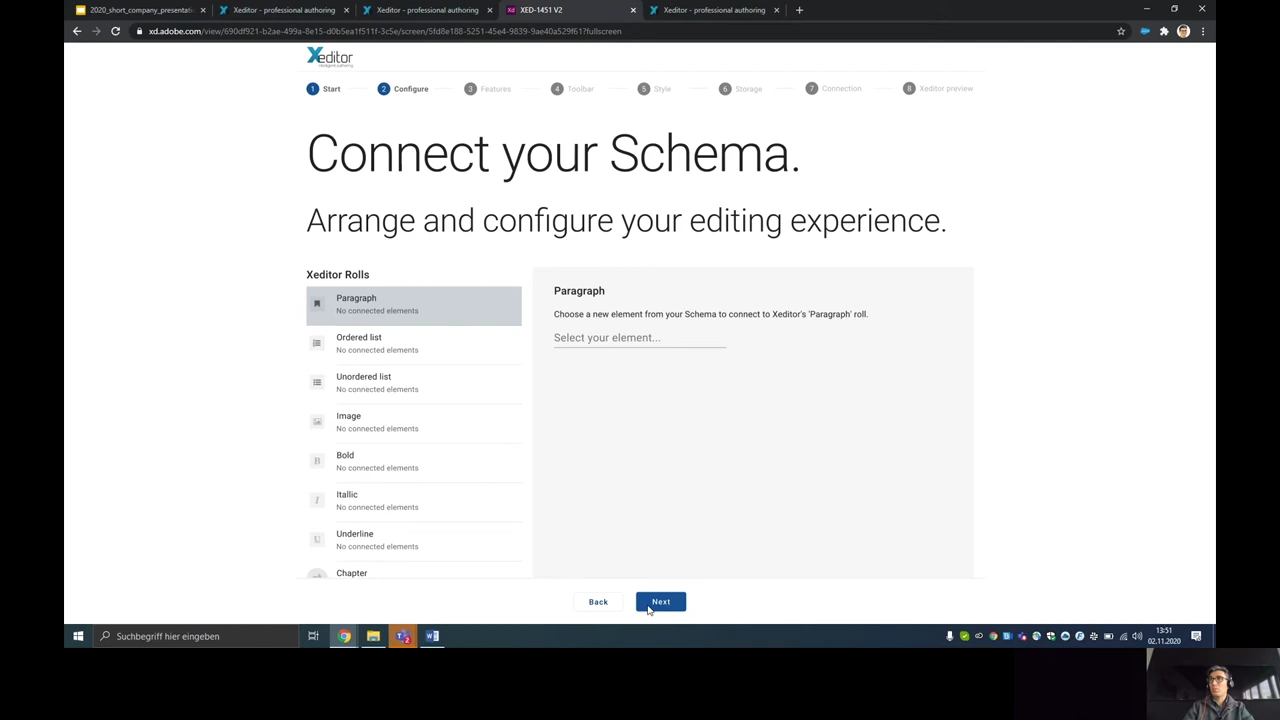 2020_short_company_presentati
Xeditor - professional authoring
Xeditor - professional authoring
XED-1451 V2
Xeditor - professional authoring
xd.adobe.com/view/690df921-b2ae-499a-8e15-d0b5ea1f511f-3c5e/screen/5fd8e188-5251-45e4-9839-9ae40a529f61?fullscreen
Xeditor
intelligent authoring
1 Start
2 Configure
3 Features
4 Toolbar
5 Style
6 Storage
7 Connection
8 Xeditor preview
Connect your Schema.
Arrange and configure your editing experience.
Xeditor Rolls
Paragraph
No connected elements
Ordered list
No connected elements
Unordered list
No connected elements
Image
No connected elements
Bold
No connected elements
Itallic
No connected elements
Underline
No connected elements
Chapter
Paragraph
Choose a new element from your Schema to connect to Xeditor's 'Paragraph' roll.
Select your element...
Back
Next
Suchbegriff hier eingeben
13:51
02.11.2020